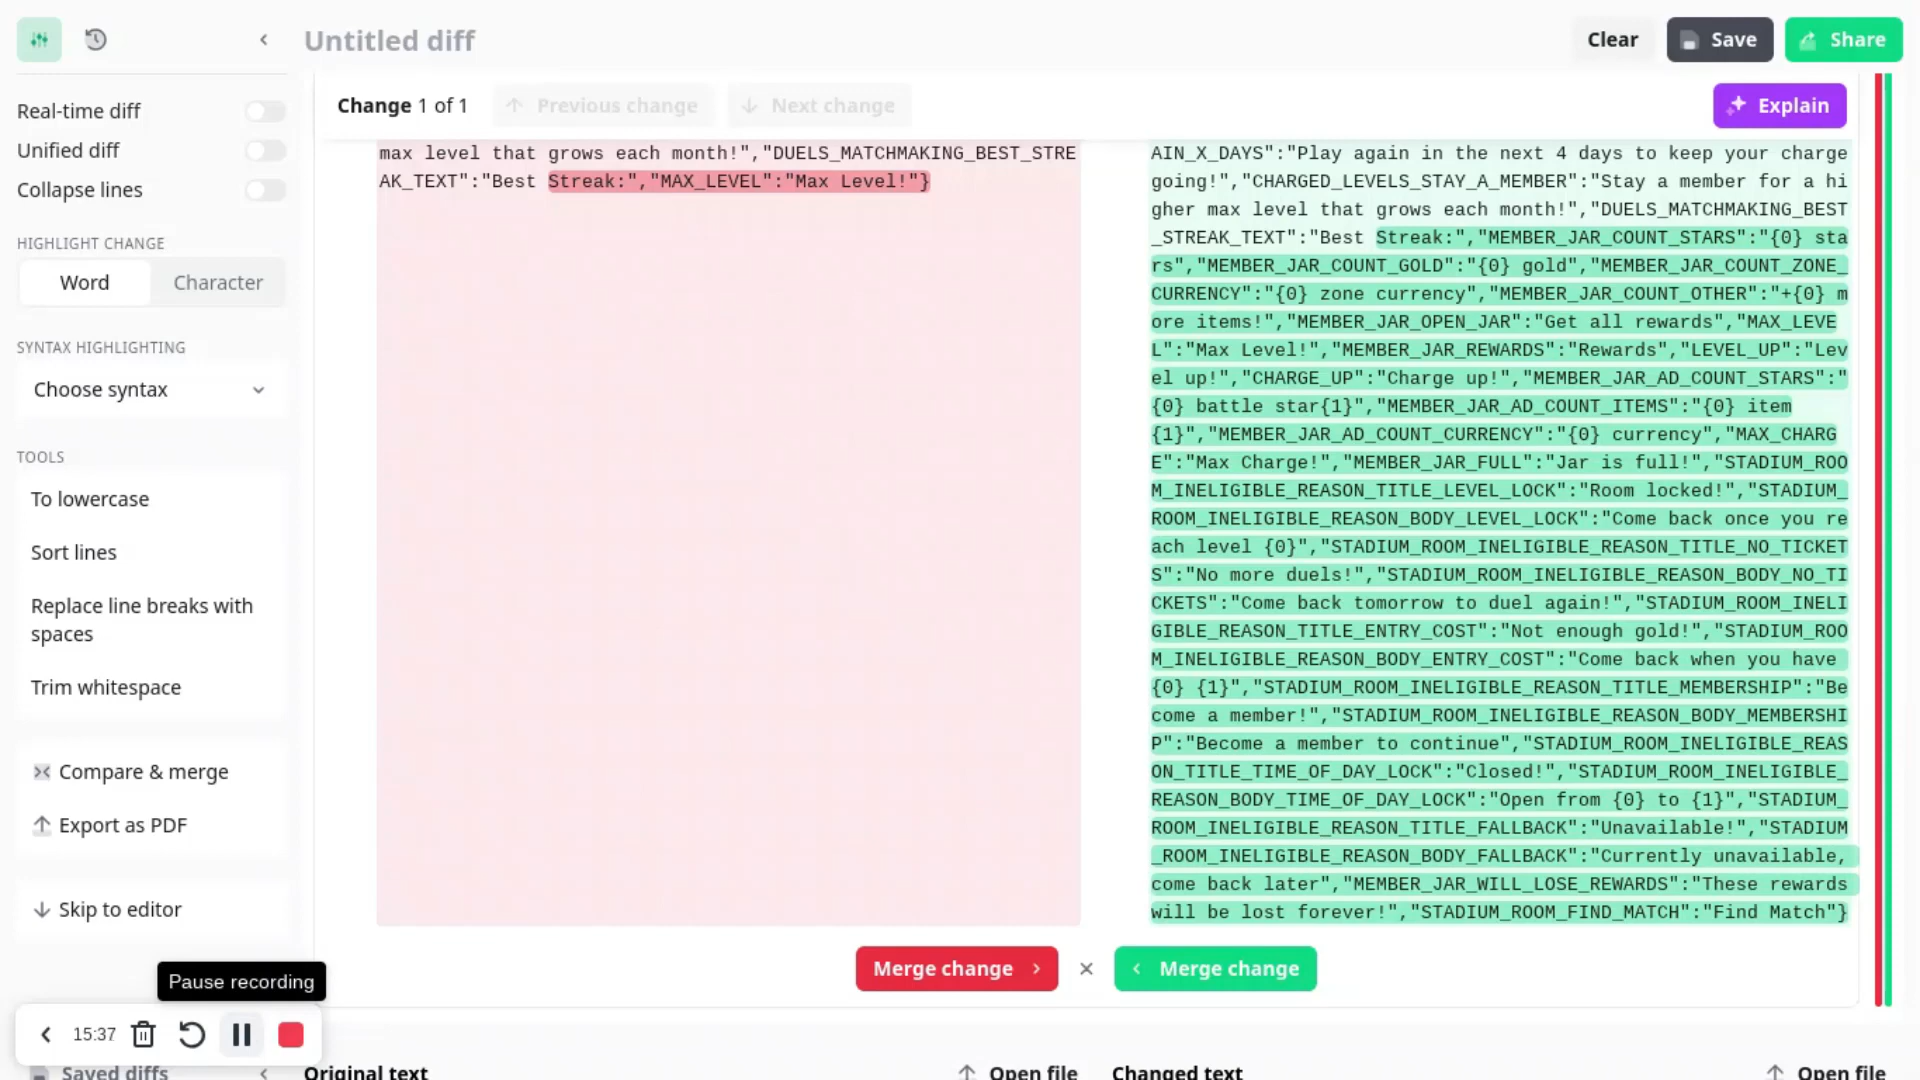 Untitled diff
Clear
Save
Share
Real-time diff
Unified diff
Collapse lines
HIGHLIGHT CHANGE
Word
Character
SYNTAX HIGHLIGHTING
Choose syntax
TOOLS
To lowercase
Sort lines
Replace line breaks with
spaces
Trim whitespace
Compare & merge
Export as PDF
Skip to editor
Pause recording
15:37
Saved diffs
Change 1 of 1
Previous change
Next change
Explain
max level that grows each month!","DUELS_MATCHMAKING_BEST_STRE
AK_TEXT":"Best Streak:","MAX_LEVEL":"Max Level!"}
AIN_X_DAYS":"Play again in the next 4 days to keep your charge
going!","CHARGED_LEVELS_STAY_A_MEMBER":"Stay a member for a hi
gher max level that grows each month!","DUELS_MATCHMAKING_BEST
_STREAK_TEXT":"Best Streak:","MEMBER_JAR_COUNT_STARS":"{0} sta
rs","MEMBER_JAR_COUNT_GOLD":"{0} gold","MEMBER_JAR_COUNT_ZONE_
CURRENCY":"{0} zone currency","MEMBER_JAR_COUNT_OTHER":"+{0} m
ore items!","MEMBER_JAR_OPEN_JAR":"Get all rewards","MAX_LEVE
L":"Max Level!","MEMBER_JAR_REWARDS":"Rewards","LEVEL_UP":"Lev
el up!","CHARGE_UP":"Charge up!","MEMBER_JAR_AD_COUNT_STARS":"
{0} battle star{1}","MEMBER_JAR_AD_COUNT_ITEMS":"{0} item
{1}","MEMBER_JAR_AD_COUNT_CURRENCY":"{0} currency","MAX_CHARG
E":"Max Charge!","MEMBER_JAR_FULL":"Jar is full!","STADIUM_ROO
M_INELIGIBLE_REASON_TITLE_LEVEL_LOCK":"Room locked!","STADIUM_
ROOM_INELIGIBLE_REASON_BODY_LEVEL_LOCK":"Come back once you re
ach level {0}","STADIUM_ROOM_INELIGIBLE_REASON_TITLE_NO_TICKET
S":"No more duels!","STADIUM_ROOM_INELIGIBLE_REASON_BODY_NO_TI
CKETS":"Come back tomorrow to duel again!","STADIUM_ROOM_INELI
GIBLE_REASON_TITLE_ENTRY_COST":"Not enough gold!","STADIUM_ROO
M_INELIGIBLE_REASON_BODY_ENTRY_COST":"Come back when you have
{0} {1}","STADIUM_ROOM_INELIGIBLE_REASON_TITLE_MEMBERSHIP":"Be
come a member!","STADIUM_ROOM_INELIGIBLE_REASON_BODY_MEMBERSHI
P":"Become a member to continue","STADIUM_ROOM_INELIGIBLE_REAS
ON_TITLE_TIME_OF_DAY_LOCK":"Closed!","STADIUM_ROOM_INELIGIBLE_
REASON_BODY_TIME_OF_DAY_LOCK":"Open from {0} to {1}","STADIUM_
ROOM_INELIGIBLE_REASON_TITLE_FALLBACK":"Unavailable!","STADIUM
_ROOM_INELIGIBLE_REASON_BODY_FALLBACK":"Currently unavailable,
come back later","MEMBER_JAR_WILL_LOSE_REWARDS":"These rewards
will be lost forever!","STADIUM_ROOM_FIND_MATCH":"Find Match"}
Merge change
Merge change
Original text
Open file
Changed text
Open file